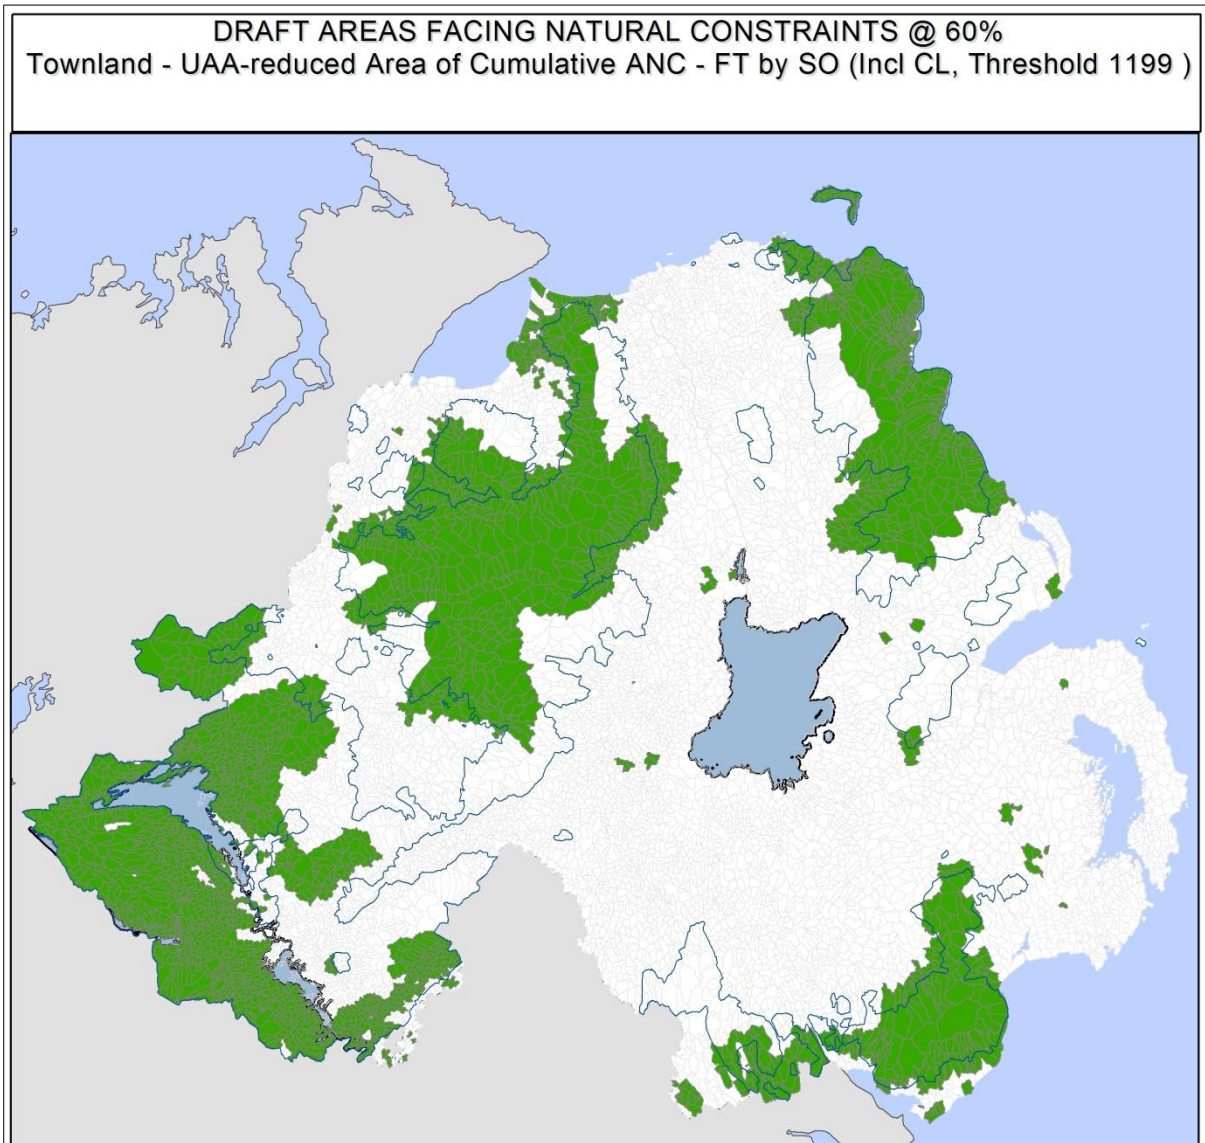 DRAFT AREAS FACING NATURAL CONSTRAINTS @ 60%
Townland - UAA-reduced Area of Cumulative ANC - FT by SO (Incl CL, Threshold 1199 )